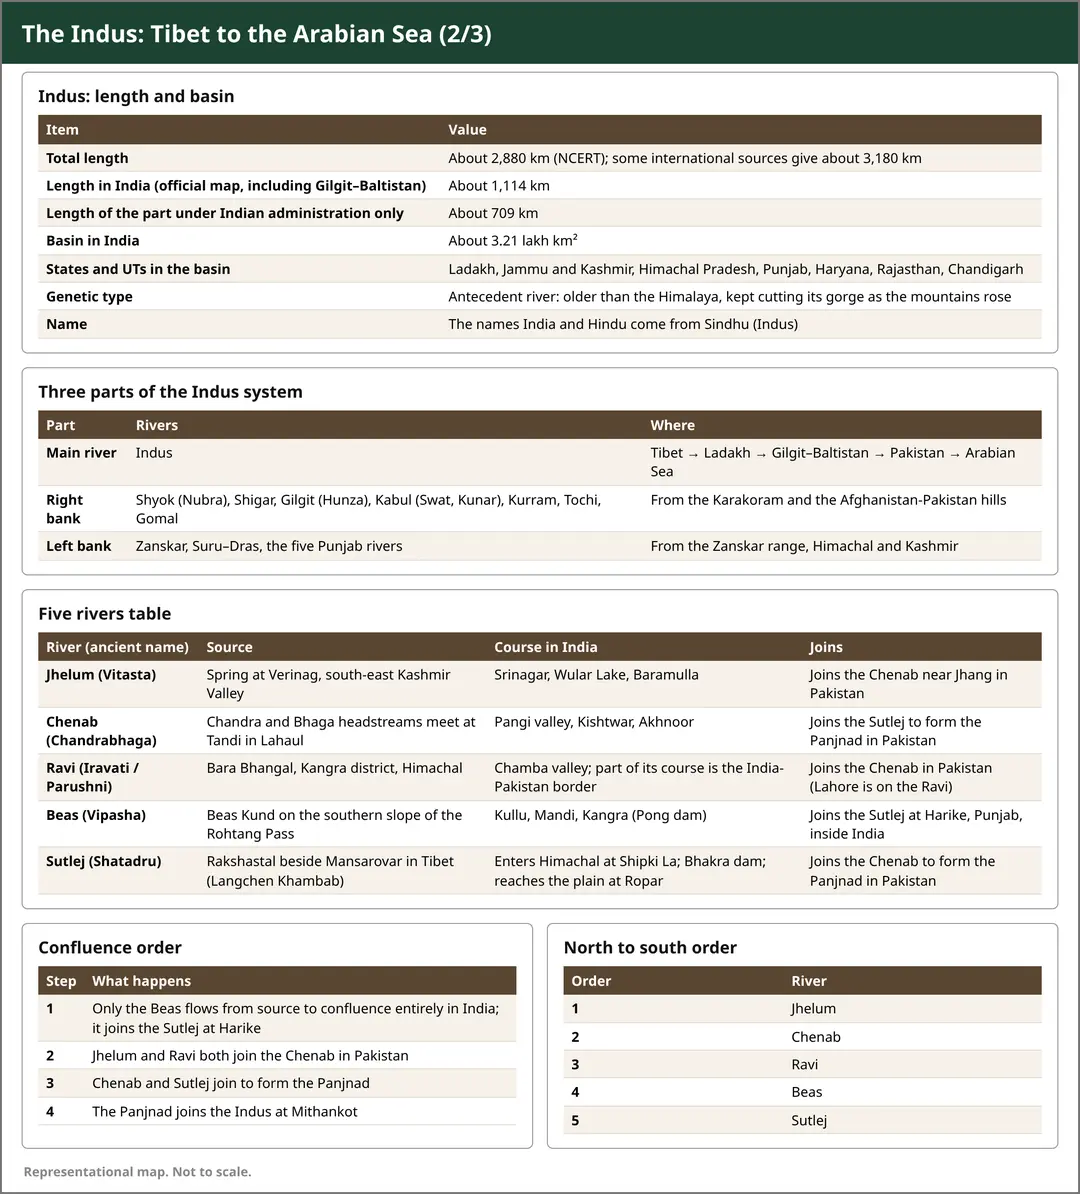 The Indus: Tibet to the Arabian Sea (2/3)
Indus: length and basin
Item Value
Total length About 2,880 km (NCERT); some international sources give about 3,180 km
Length in India (official map, including Gilgit–Baltistan) About 1,114 km
Length of the part under Indian administration only About 709 km
Basin in India About 3.21 lakh km²
States and UTs in the basin Ladakh, Jammu and Kashmir, Himachal Pradesh, Punjab, Haryana, Rajasthan, Chandigarh
Genetic type Antecedent river: older than the Himalaya, kept cutting its gorge as the mountains rose
Name The names India and Hindu come from Sindhu (Indus)
Three parts of the Indus system
Part Rivers Where
Main river Indus Tibet → Ladakh → Gilgit–Baltistan → Pakistan → Arabian
Sea
Right Shyok (Nubra), Shigar, Gilgit (Hunza), Kabul (Swat, Kunar), Kurram, Tochi, From the Karakoram and the Afghanistan-Pakistan hills
bank Gomal
Left bank Zanskar, Suru–Dras, the five Punjab rivers From the Zanskar range, Himachal and Kashmir
Five rivers table
River (ancient name) Source Course in India Joins
Jhelum (Vitasta) Spring at Verinag, south-east Kashmir Srinagar, Wular Lake, Baramulla Joins the Chenab near Jhang in
Valley Pakistan
Chenab Chandra and Bhaga headstreams meet at Pangi valley, Kishtwar, Akhnoor Joins the Sutlej to form the
(Chandrabhaga) Tandi in Lahaul Panjnad in Pakistan
Ravi (Iravati / Bara Bhangal, Kangra district, Himachal Chamba valley; part of its course is the India- Joins the Chenab in Pakistan
Parushni) Pakistan border (Lahore is on the Ravi)
Beas (Vipasha) Beas Kund on the southern slope of the Kullu, Mandi, Kangra (Pong dam) Joins the Sutlej at Harike, Punjab,
Rohtang Pass inside India
Sutlej (Shatadru) Rakshastal beside Mansarovar in Tibet Enters Himachal at Shipki La; Bhakra dam; Joins the Chenab to form the
(Langchen Khambab) reaches the plain at Ropar Panjnad in Pakistan
Confluence order
Step What happens
1 Only the Beas flows from source to confluence entirely in India;
it joins the Sutlej at Harike
2 Jhelum and Ravi both join the Chenab in Pakistan
3 Chenab and Sutlej join to form the Panjnad
4 The Panjnad joins the Indus at Mithankot
North to south order
Order River
1 Jhelum
2 Chenab
3 Ravi
4 Beas
5 Sutlej
Representational map. Not to scale.